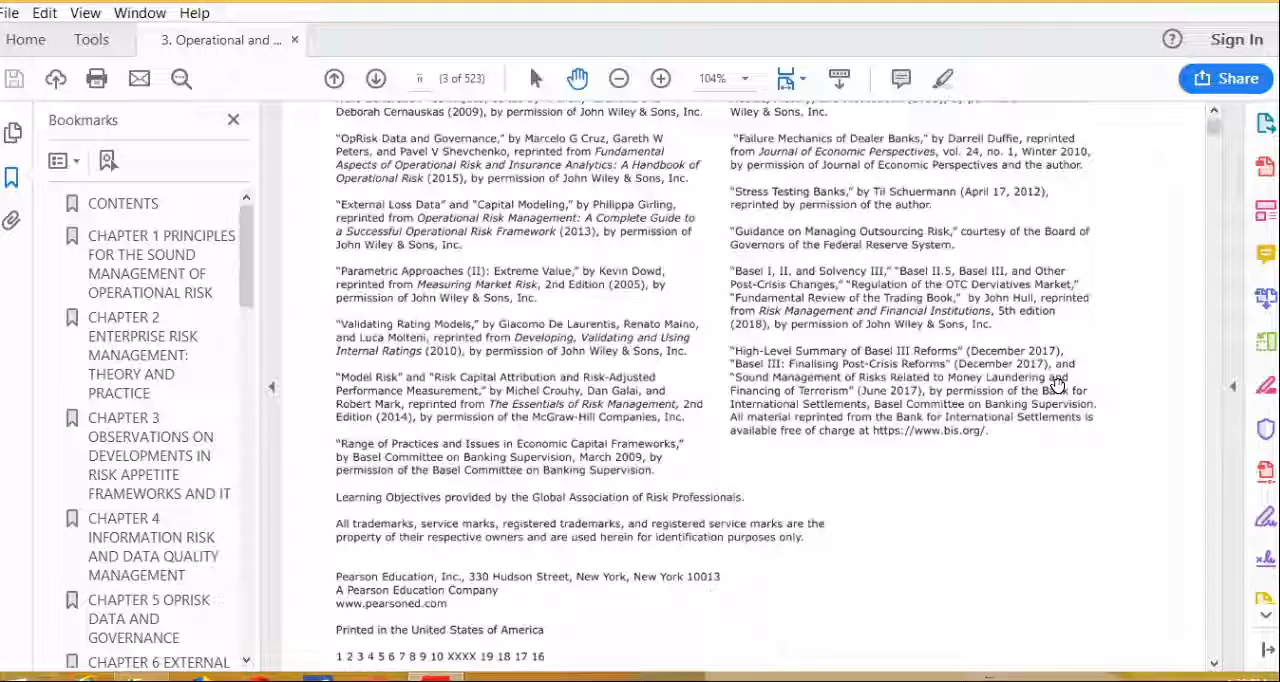 File Edit View Window Help
Home Tools 3. Operational and ... × Sign In
ii (3 of 523) 104% Share
Bookmarks
CONTENTS
CHAPTER 1 PRINCIPLES
FOR THE SOUND
MANAGEMENT OF
OPERATIONAL RISK
CHAPTER 2
ENTERPRISE RISK
MANAGEMENT:
THEORY AND
PRACTICE
CHAPTER 3
OBSERVATIONS ON
DEVELOPMENTS IN
RISK APPETITE
FRAMEWORKS AND IT
CHAPTER 4
INFORMATION RISK
AND DATA QUALITY
MANAGEMENT
CHAPTER 5 OPRISK
DATA AND
GOVERNANCE
CHAPTER 6 EXTERNAL
Deborah Cernauskas (2009), by permission of John Wiley & Sons, Inc.
“OpRisk Data and Governance,” by Marcelo G Cruz, Gareth W
Peters, and Pavel V Shevchenko, reprinted from Fundamental
Aspects of Operational Risk and Insurance Analytics: A Handbook of
Operational Risk (2015), by permission of John Wiley & Sons, Inc.
“External Loss Data” and “Capital Modeling,” by Philippa Girling,
reprinted from Operational Risk Management: A Complete Guide to
a Successful Operational Risk Framework (2013), by permission of
John Wiley & Sons, Inc.
“Parametric Approaches (II): Extreme Value,” by Kevin Dowd,
reprinted from Measuring Market Risk, 2nd Edition (2005), by
permission of John Wiley & Sons, Inc.
“Validating Rating Models,” by Giacomo De Laurentis, Renato Maino,
and Luca Molteni, reprinted from Developing, Validating and Using
Internal Ratings (2010), by permission of John Wiley & Sons, Inc.
“Model Risk” and “Risk Capital Attribution and Risk-Adjusted
Performance Measurement,” by Michel Crouhy, Dan Galai, and
Robert Mark, reprinted from The Essentials of Risk Management, 2nd
Edition (2014), by permission of the McGraw-Hill Companies, Inc.
“Range of Practices and Issues in Economic Capital Frameworks,”
by Basel Committee on Banking Supervision, March 2009, by
permission of the Basel Committee on Banking Supervision.
Wiley & Sons, Inc.
“Failure Mechanics of Dealer Banks,” by Darrell Duffie, reprinted
from Journal of Economic Perspectives, vol. 24, no. 1, Winter 2010,
by permission of Journal of Economic Perspectives and the author.
“Stress Testing Banks,” by Til Schuermann (April 17, 2012),
reprinted by permission of the author.
“Guidance on Managing Outsourcing Risk,” courtesy of the Board of
Governors of the Federal Reserve System.
“Basel I, II, and Solvency III,” “Basel II.5, Basel III, and Other
Post-Crisis Changes,” “Regulation of the OTC Derviatives Market,”
“Fundamental Review of the Trading Book,” by John Hull, reprinted
from Risk Management and Financial Institutions, 5th edition
(2018), by permission of John Wiley & Sons, Inc.
“High-Level Summary of Basel III Reforms” (December 2017),
“Basel III: Finalising Post-Crisis Reforms” (December 2017), and
“Sound Management of Risks Related to Money Laundering and
Financing of Terrorism” (June 2017), by permission of the Bank for
International Settlements, Basel Committee on Banking Supervision.
All material reprinted from the Bank for International Settlements is
available free of charge at https://www.bis.org/.
Learning Objectives provided by the Global Association of Risk Professionals.
All trademarks, service marks, registered trademarks, and registered service marks are the
property of their respective owners and are used herein for identification purposes only.
Pearson Education, Inc., 330 Hudson Street, New York, New York 10013
A Pearson Education Company
www.pearsoned.com
Printed in the United States of America
1 2 3 4 5 6 7 8 9 10 XXXX 19 18 17 16